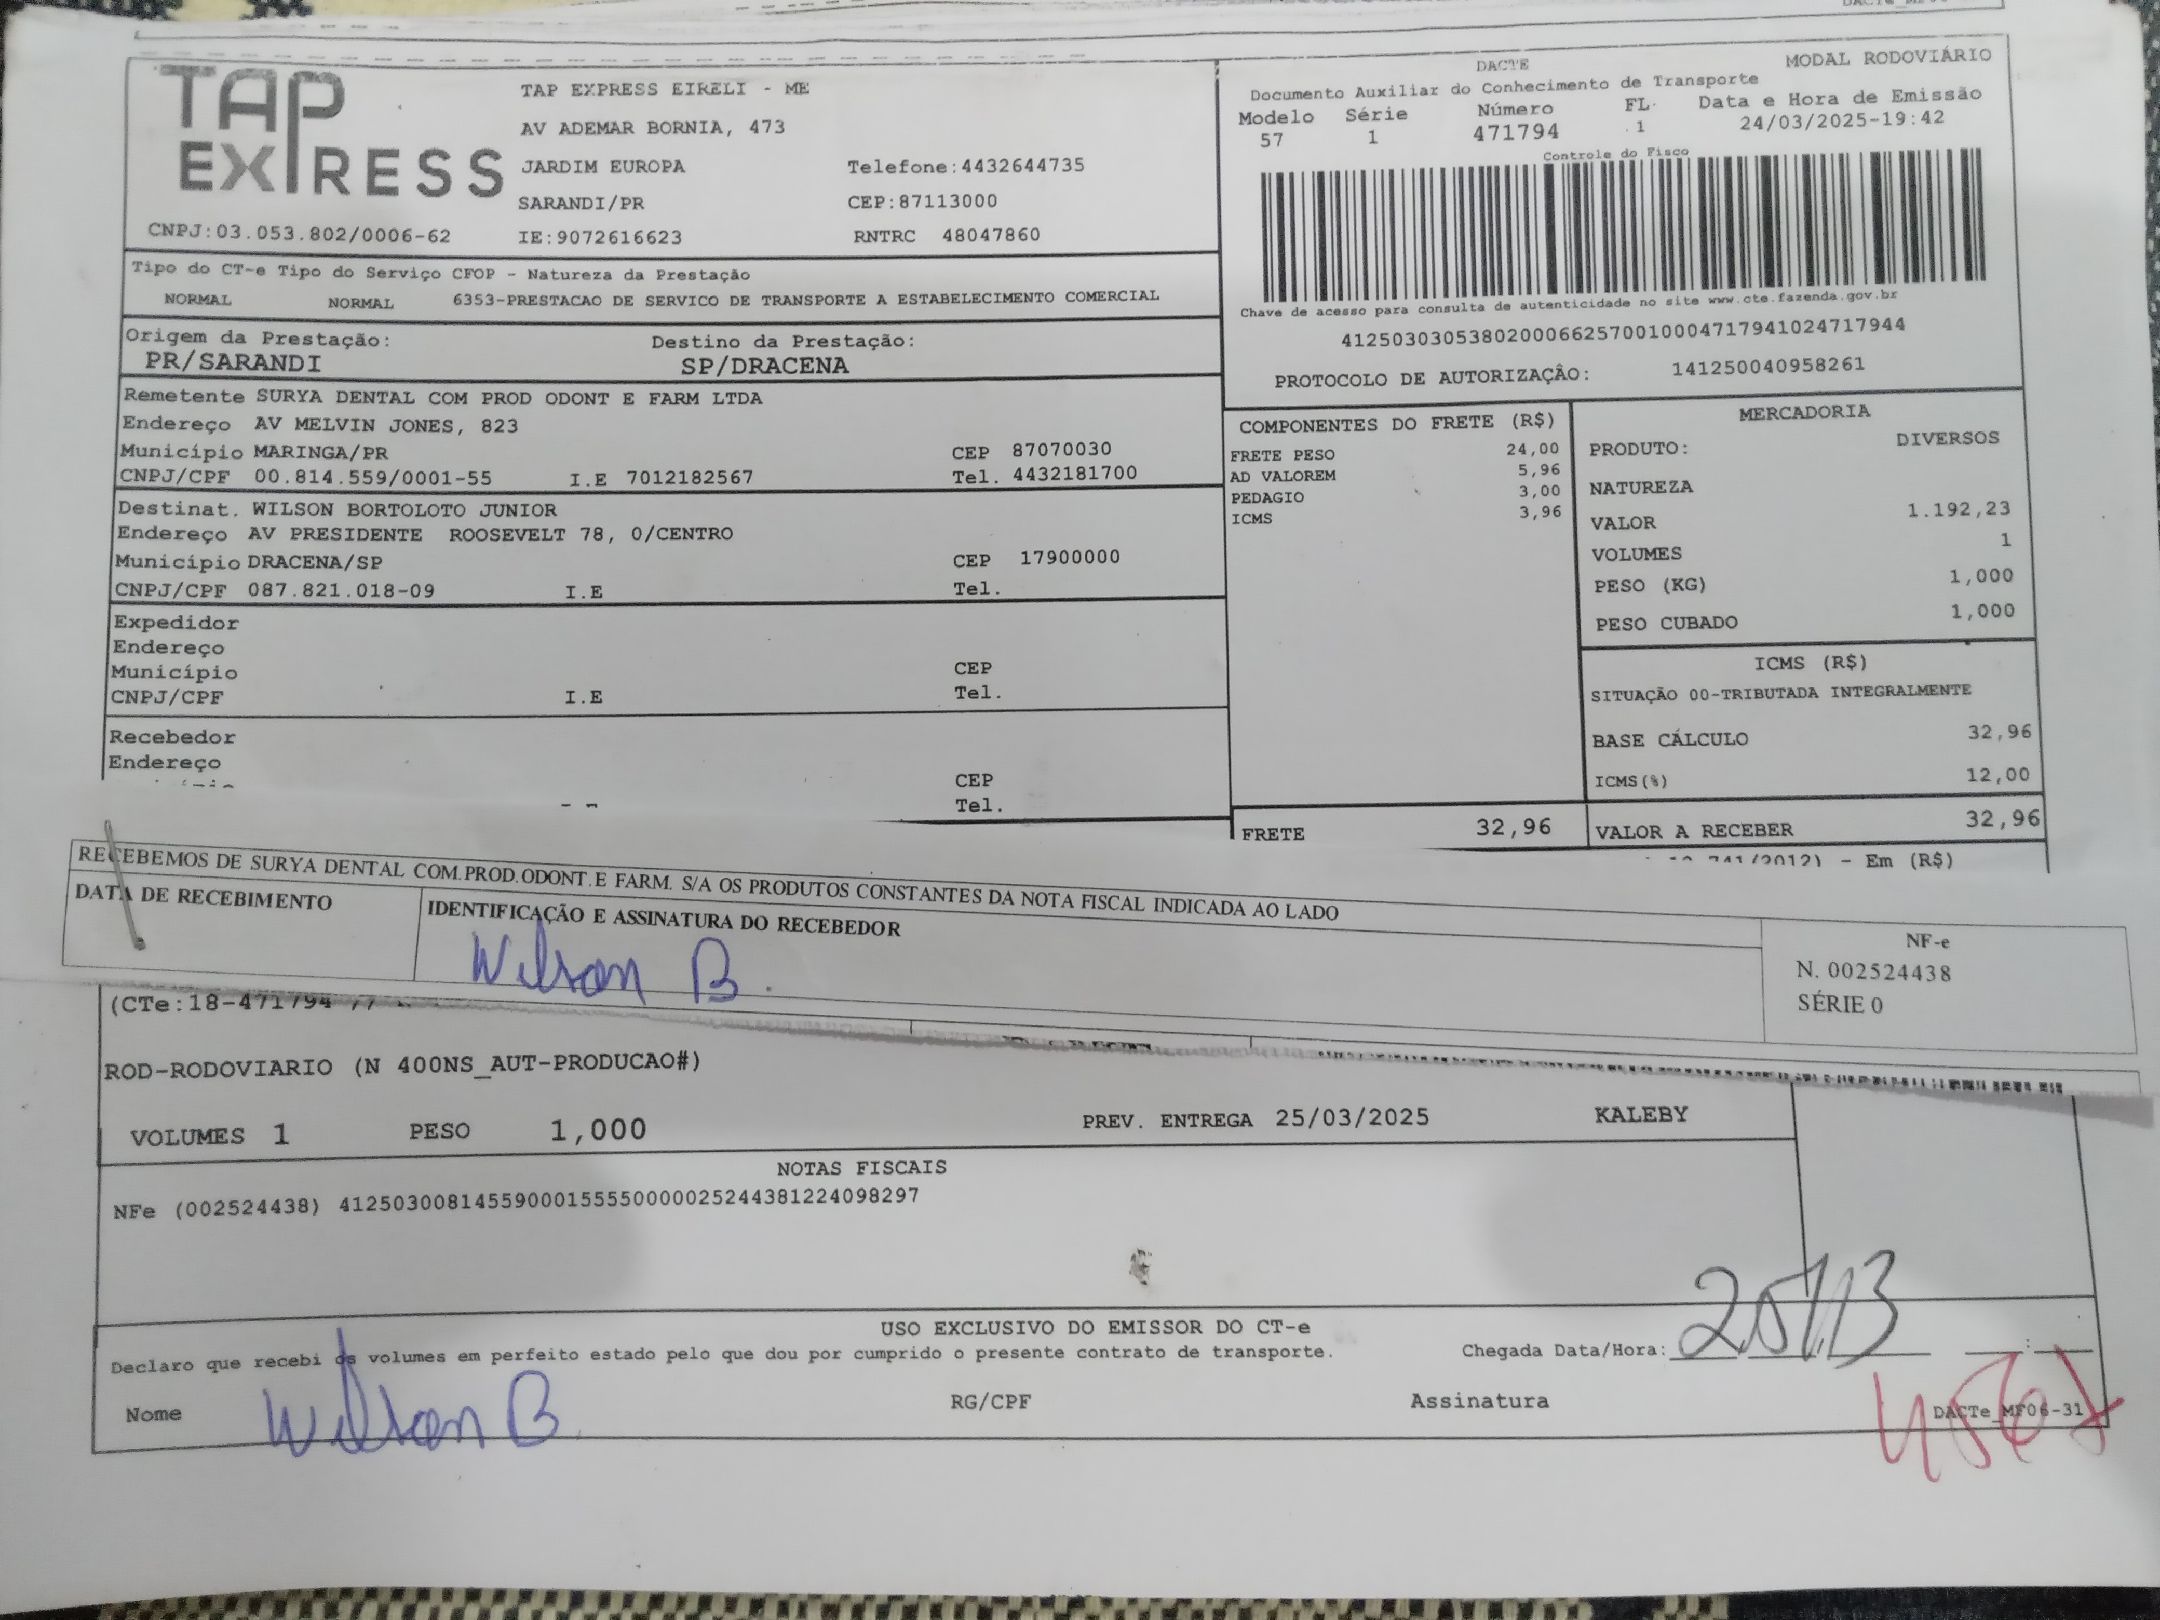 TAP EXPRESS
TAP EXPRESS EIRELI - ME
AV ADEMAR BORNIA, 473
JARDIM EUROPA Telefone:4432644735
SARANDI/PR CEP:87113000
CNPJ:03.053.802/0006-62 IE:9072616623 RNTRC 48047860
DACTE MODAL RODOVIÁRIO
Documento Auxiliar do Conhecimento de Transporte
Modelo Série Número FL. Data e Hora de Emissão
57 1 471794 1 24/03/2025-19:42
Controle do Fisco
Chave de acesso para consulta de autenticidade no site www.cte.fazenda.gov.br
41250303053802000662570010004717941024717944
PROTOCOLO DE AUTORIZAÇÃO: 141250040958261
Tipo do CT-e Tipo do Serviço CFOP - Natureza da Prestação
NORMAL NORMAL 6353-PRESTACAO DE SERVICO DE TRANSPORTE A ESTABELECIMENTO COMERCIAL
Origem da Prestação: Destino da Prestação:
PR/SARANDI SP/DRACENA
Remetente SURYA DENTAL COM PROD ODONT E FARM LTDA
Endereço AV MELVIN JONES, 823
Município MARINGA/PR CEP 87070030
CNPJ/CPF 00.814.559/0001-55 I.E 7012182567 Tel. 4432181700
Destinat. WILSON BORTOLOTO JUNIOR
Endereço AV PRESIDENTE ROOSEVELT 78, 0/CENTRO
Município DRACENA/SP CEP 17900000
CNPJ/CPF 087.821.018-09 I.E Tel.
Expedidor
Endereço
Município CEP
CNPJ/CPF I.E Tel.
Recebedor
Endereço
CEP
Tel.
COMPONENTES DO FRETE (R$)
FRETE PESO 24,00
AD VALOREM 5,96
PEDAGIO 3,00
ICMS 3,96
FRETE 32,96
MERCADORIA
PRODUTO: DIVERSOS
NATUREZA
VALOR 1.192,23
VOLUMES 1
PESO (KG) 1,000
PESO CUBADO 1,000
ICMS (R$)
SITUAÇÃO 00-TRIBUTADA INTEGRALMENTE
BASE CÁLCULO 32,96
ICMS(%) 12,00
VALOR A RECEBER 32,96
741/2012) - Em (R$)
RECEBEMOS DE SURYA DENTAL COM.PROD.ODONT.E FARM. S/A OS PRODUTOS CONSTANTES DA NOTA FISCAL INDICADA AO LADO
DATA DE RECEBIMENTO IDENTIFICAÇÃO E ASSINATURA DO RECEBEDOR
Wilson B.
NF-e
N. 002524438
SÉRIE 0
(CTe:18-471794
ROD-RODOVIARIO (N 400NS_AUT-PRODUCAO#)
VOLUMES 1 PESO 1,000 PREV. ENTREGA 25/03/2025 KALEBY
NOTAS FISCAIS
NFe (002524438) 41250300814559000155550000025244381224098297
USO EXCLUSIVO DO EMISSOR DO CT-e
Declaro que recebi os volumes em perfeito estado pelo que dou por cumprido o presente contrato de transporte. Chegada Data/Hora: 25/13
Nome Wilson B RG/CPF Assinatura
DACTe_MF06-31